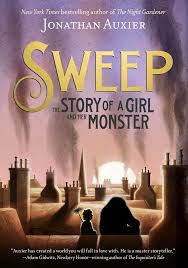 New York Times bestselling author of The Night Gardener
JONATHAN AUXIER
SWEEP
THE STORY OF A GIRL
AND HER MONSTER
"Auxier has created a world you will fall in love with. He is a master storyteller."
—Adam Gidwitz, Newbery Honor–winning author of The Inquisitor's Tale